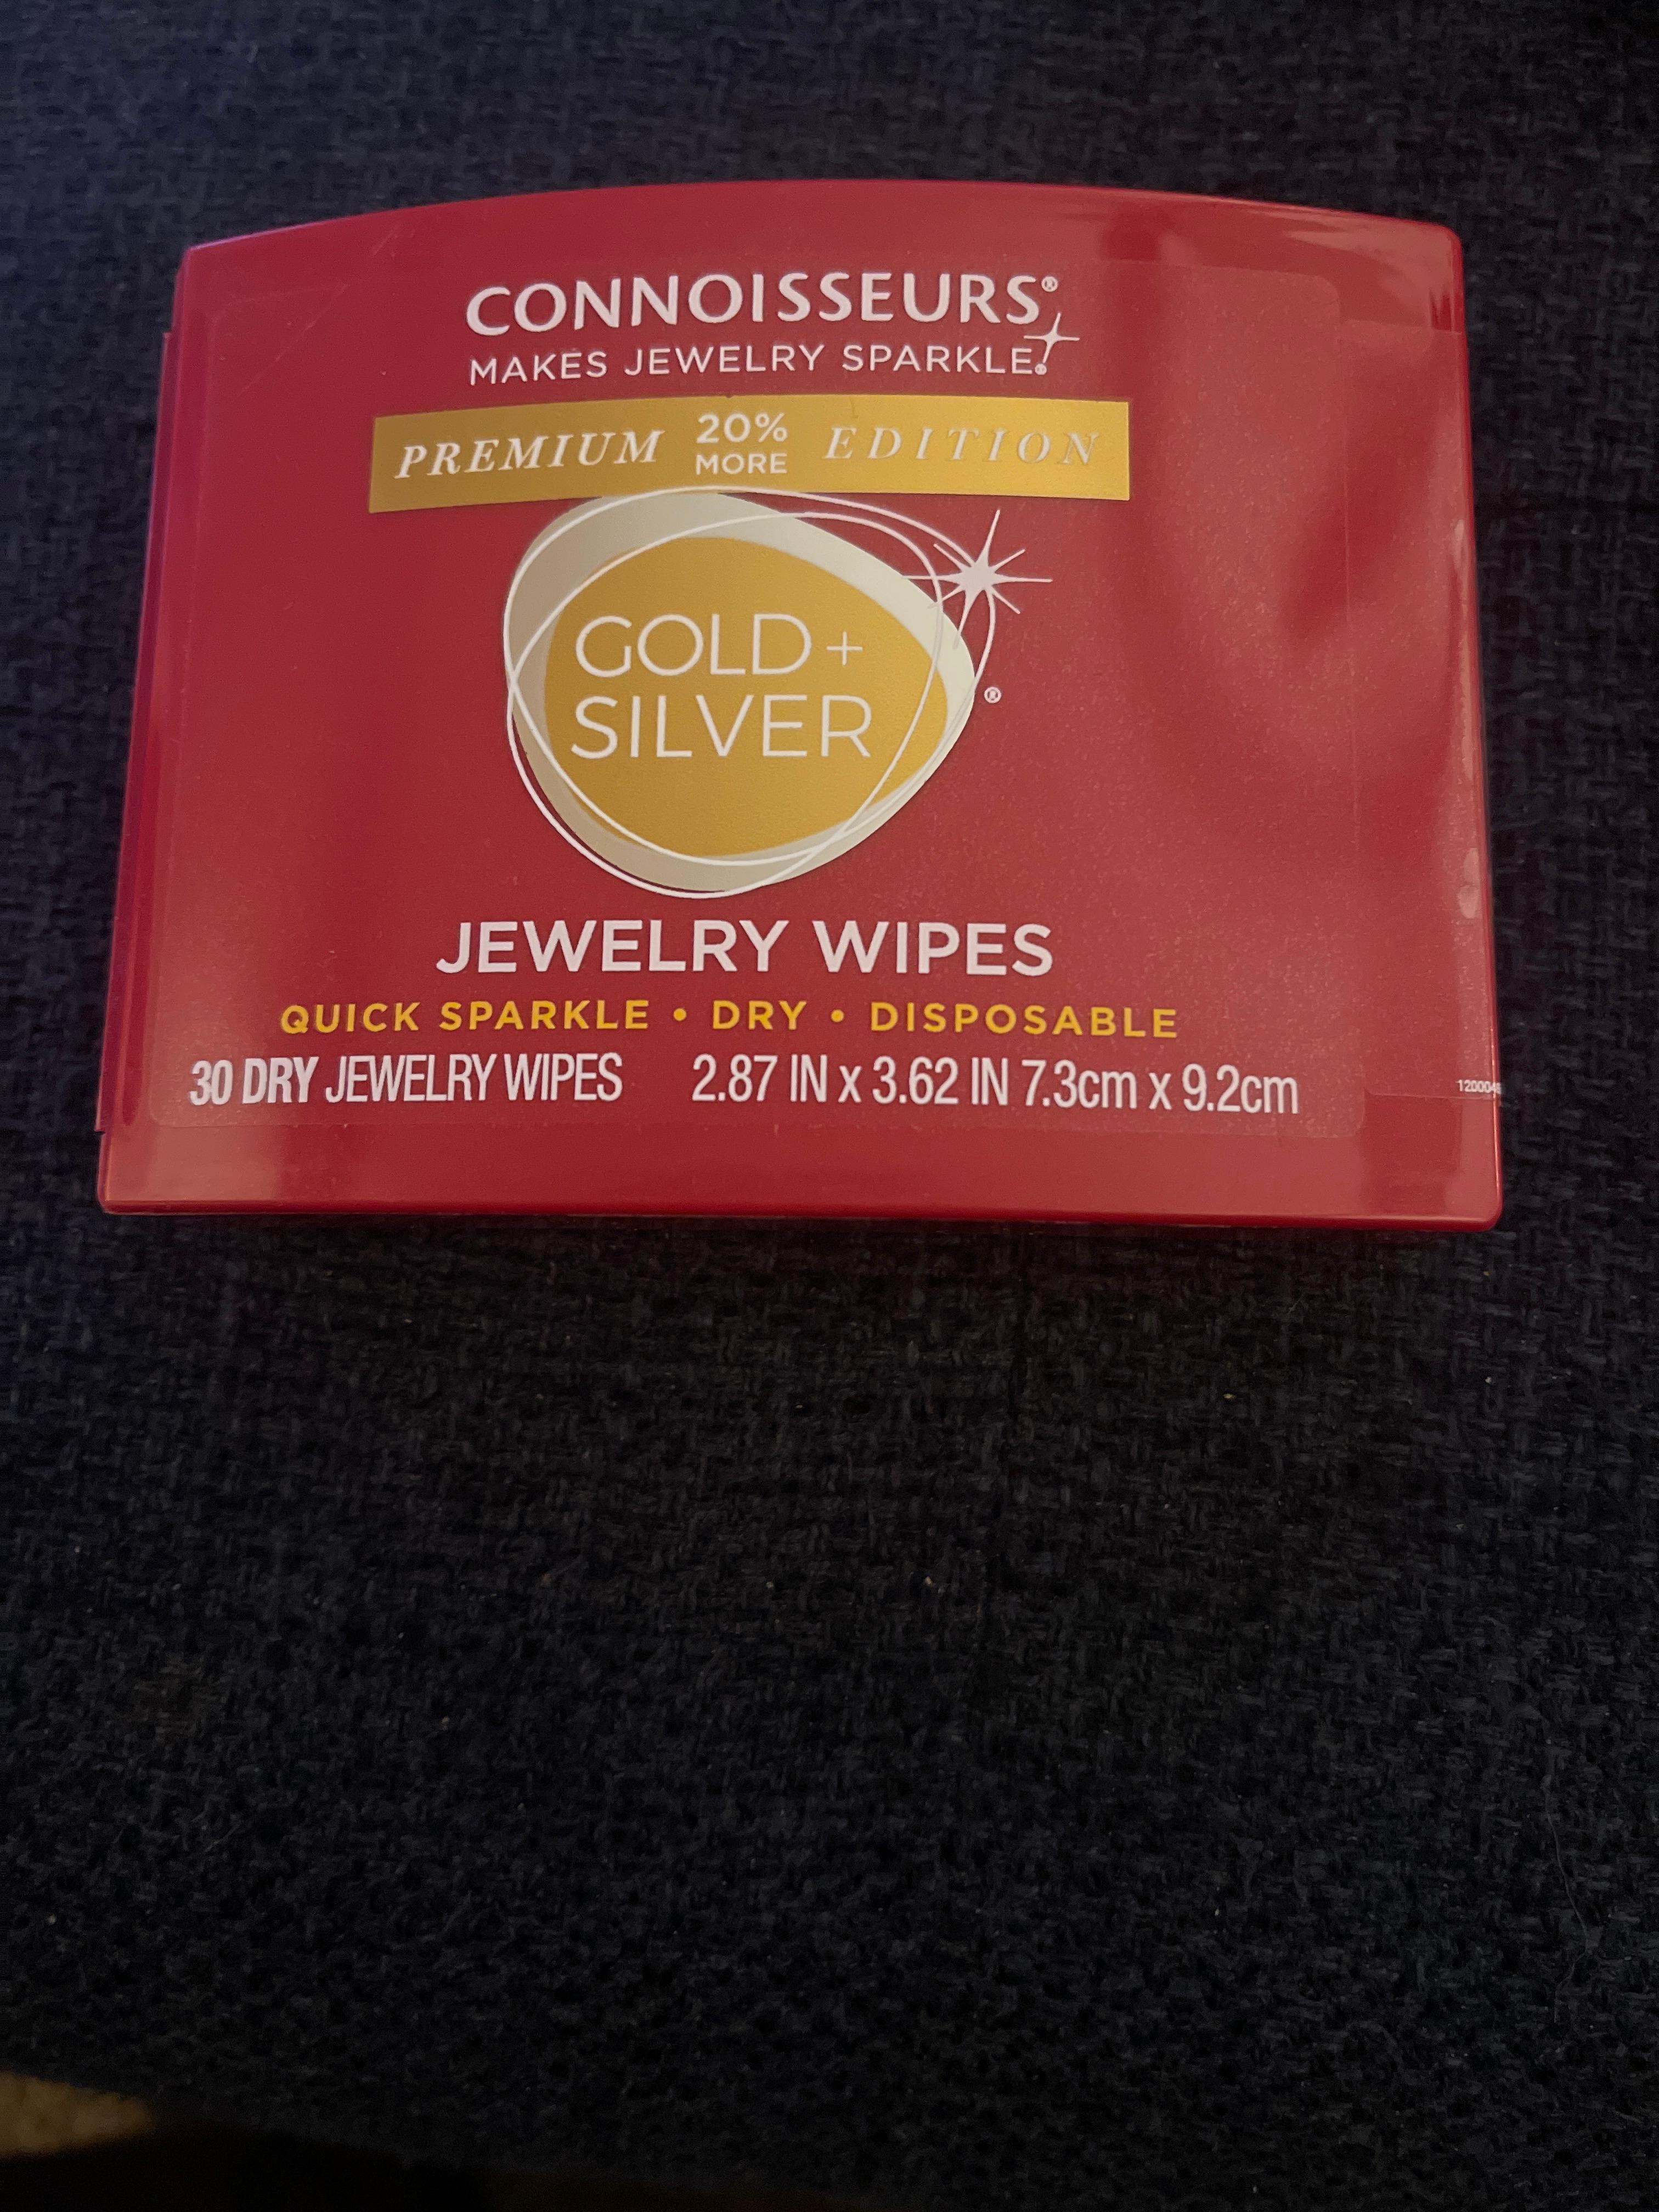 CONNOISSEURS®
MAKES JEWELRY SPARKLE!®
PREMIUM 20% MORE EDITION
GOLD +
SILVER
®
JEWELRY WIPES
QUICK SPARKLE • DRY • DISPOSABLE
30 DRY JEWELRY WIPES 2.87 IN x 3.62 IN 7.3cm x 9.2cm